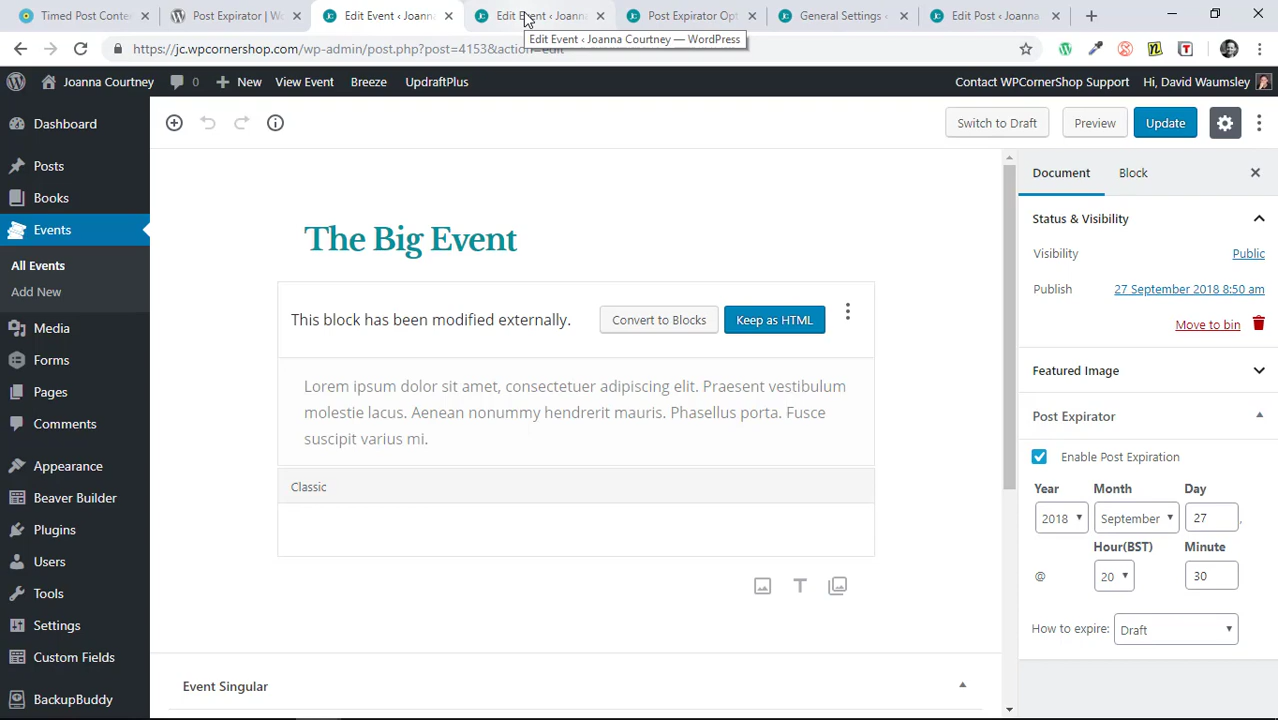 Timed Post Conte
Post Expirator ‹ W
Edit Event ‹ Joanna
Edit Event ‹ Joanna
Post Expirator Opt
General Settings ‹
Edit Post ‹ Joanna
https://jc.wpcornershop.com/wp-admin/post.php?post=4153&action=edit
Edit Event ‹ Joanna Courtney — WordPress
Joanna Courtney
0
New
View Event
Breeze
UpdraftPlus
Contact WPCornerShop Support
Hi, David Waumsley
Dashboard
Posts
Books
Events
All Events
Add New
Media
Forms
Pages
Comments
Appearance
Beaver Builder
Plugins
Users
Tools
Settings
Custom Fields
BackupBuddy
Switch to Draft
Preview
Update
The Big Event
This block has been modified externally.
Convert to Blocks
Keep as HTML
Lorem ipsum dolor sit amet, consectetuer adipiscing elit. Praesent vestibulum
molestie lacus. Aenean nonummy hendrerit mauris. Phasellus porta. Fusce
suscipit varius mi.
Classic
Event Singular
Document
Block
Status & Visibility
Visibility
Public
Publish
27 September 2018 8:50 am
Move to bin
Featured Image
Post Expirator
Enable Post Expiration
Year
Month
Day
2018
September
27
,
Hour(BST)
Minute
@
20
30
How to expire:
Draft